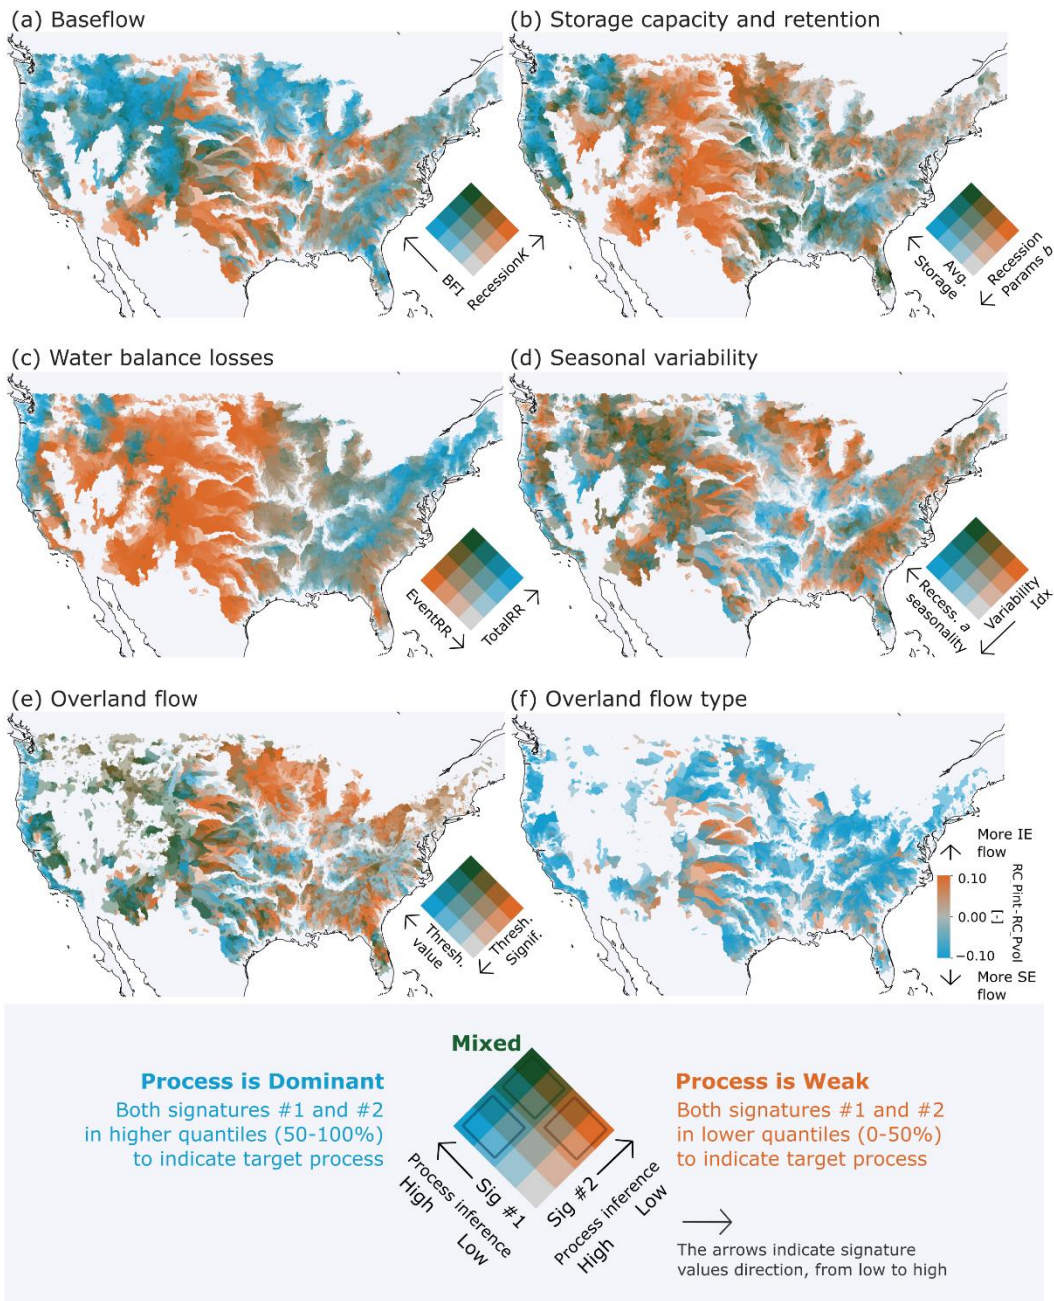 (a) Baseflow
(b) Storage capacity and retention
BFI
RecessionK
Avg.
Storage
Recession
Params b
(c) Water balance losses
(d) Seasonal variability
EventRR
TotalRR
Recess. a
seasonality
Variability
Idx
(e) Overland flow
(f) Overland flow type
Thresh.
value
Thresh.
Signif.
More IE
flow
0.10
0.00
−0.10
[-]
RC_Pint-RC_Pvol
More SE
flow
Mixed
Process is Dominant
Both signatures #1 and #2
in higher quantiles (50-100%)
to indicate target process
Process is Weak
Both signatures #1 and #2
in lower quantiles (0-50%)
to indicate target process
Sig #1
Process inference
High
Low
Sig #2
Process inference
High
Low
The arrows indicate signature
values direction, from low to high